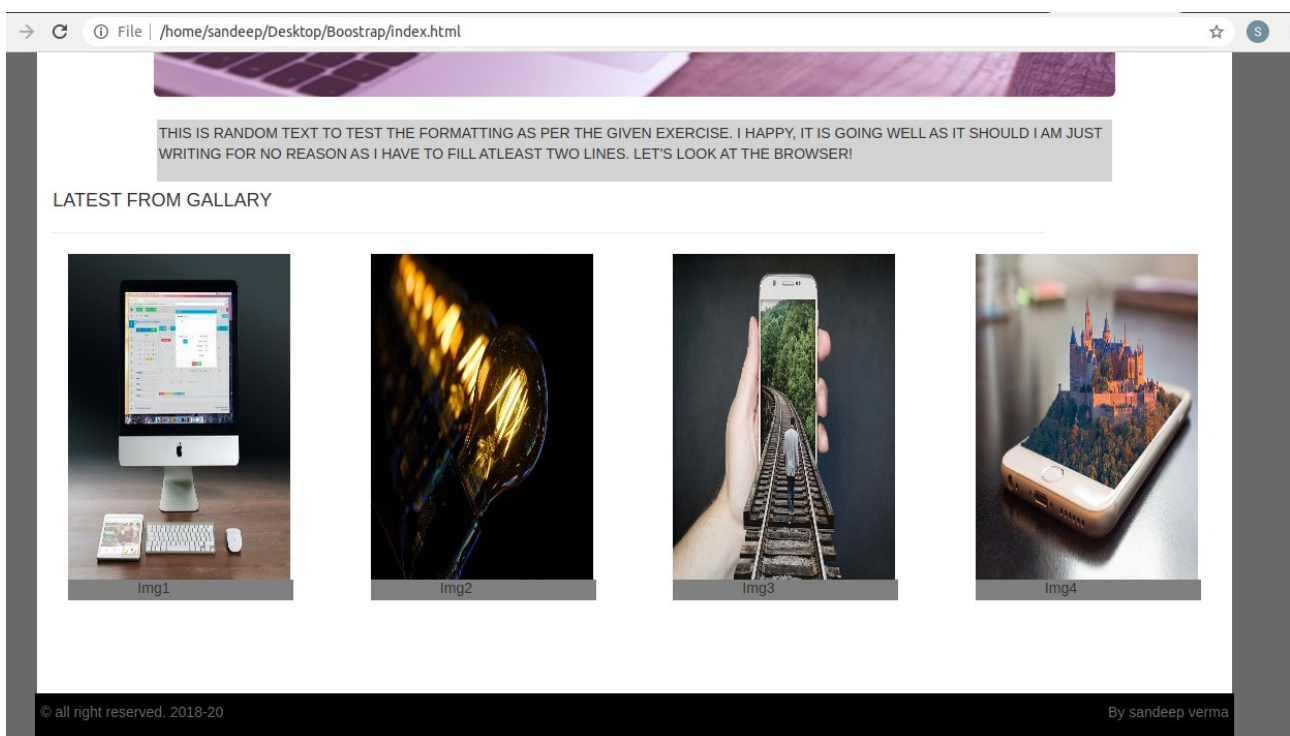 File | /home/sandeep/Desktop/Boostrap/index.html
S
THIS IS RANDOM TEXT TO TEST THE FORMATTING AS PER THE GIVEN EXERCISE. I HAPPY, IT IS GOING WELL AS IT SHOULD I AM JUST
WRITING FOR NO REASON AS I HAVE TO FILL ATLEAST TWO LINES. LET'S LOOK AT THE BROWSER!
LATEST FROM GALLARY
Img1 Img2 Img3 Img4
© all right reserved. 2018-20 By sandeep verma